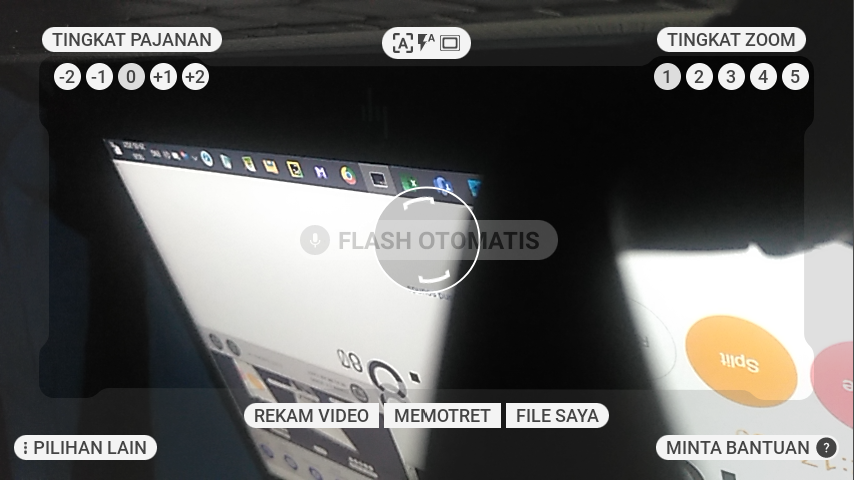 TINGKAT PAJANAN
A
A
TINGKAT ZOOM
-2 -1 0 +1 +2
1 2 3 4 5
FLASH OTOMATIS
80
Split
REKAM VIDEO
MEMOTRET
FILE SAYA
PILIHAN LAIN
MINTA BANTUAN ?